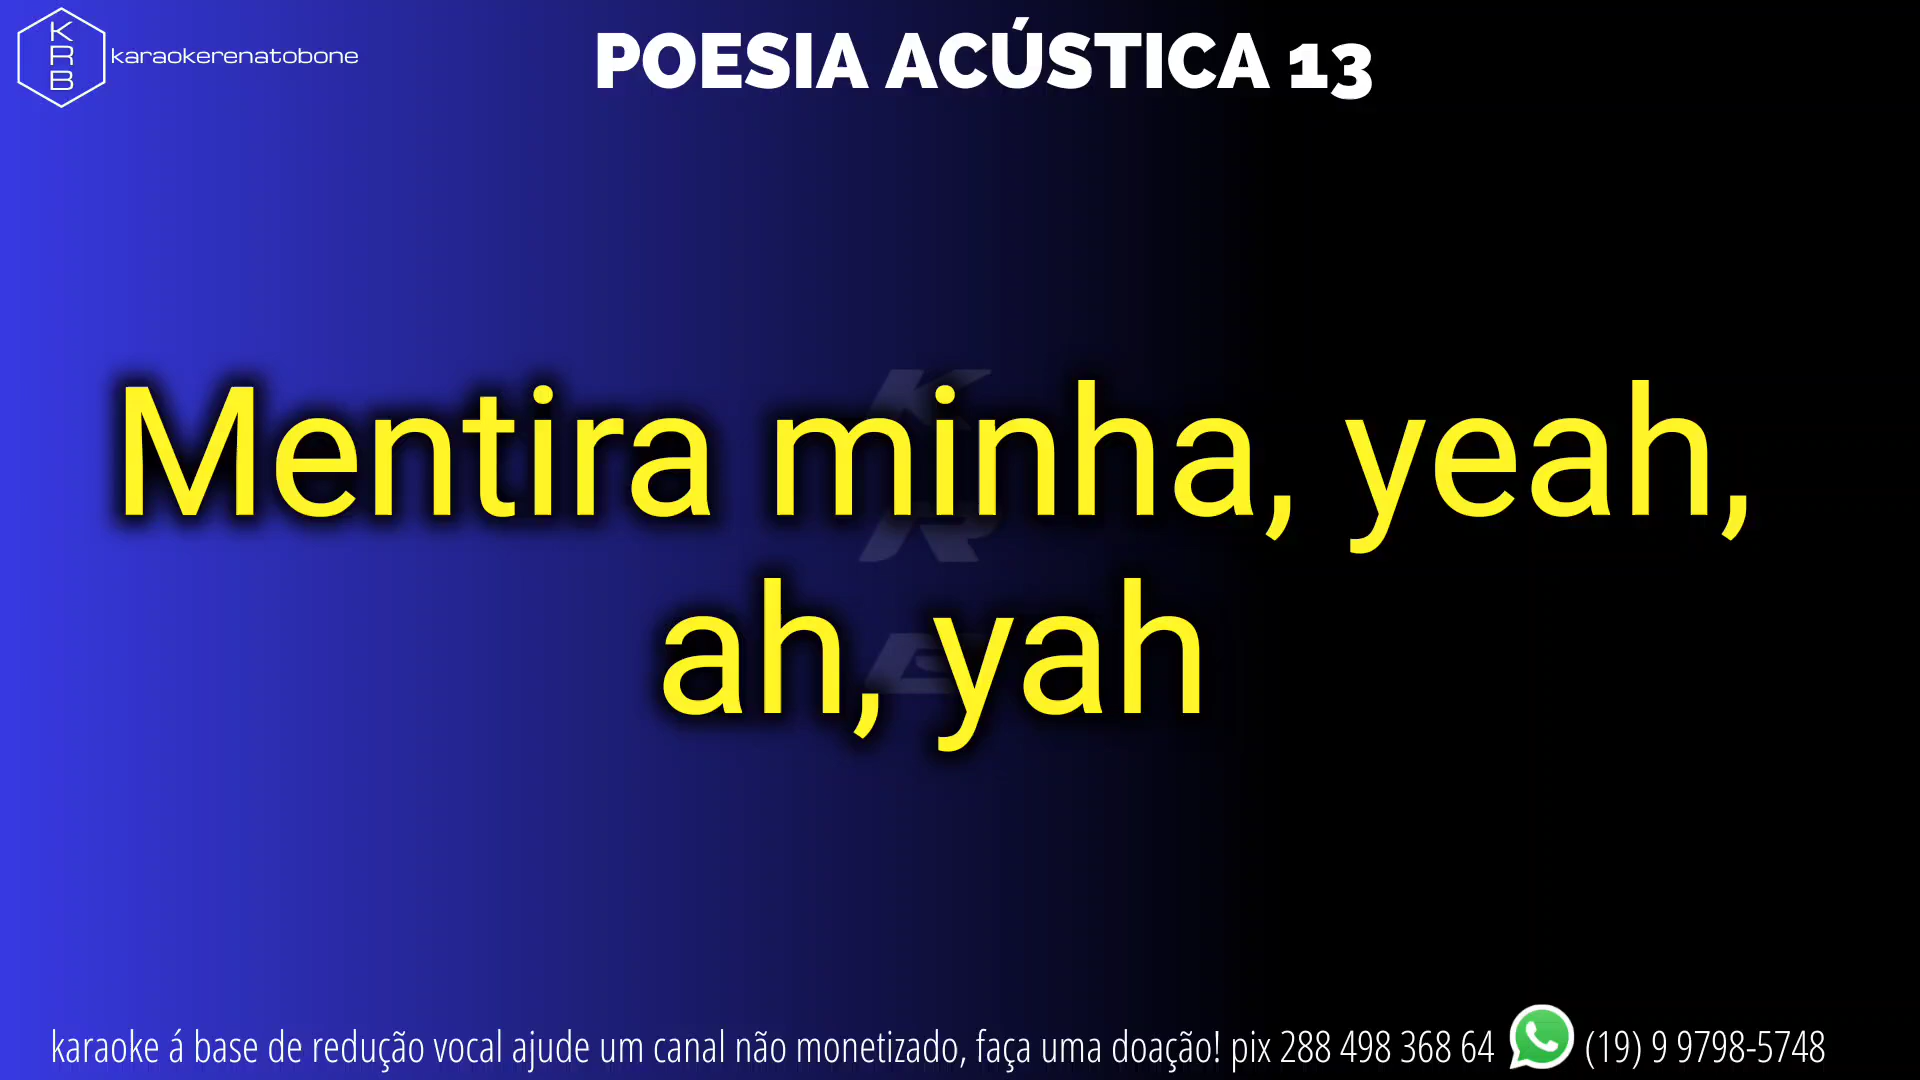 K
R
B
karaokerenatobone
POESIA ACÚSTICA 13
Mentira minha, yeah,
ah, yah
karaoke á base de redução vocal ajude um canal não monetizado, faça uma doação! pix 288 498 368 64 (19) 9 9798-5748